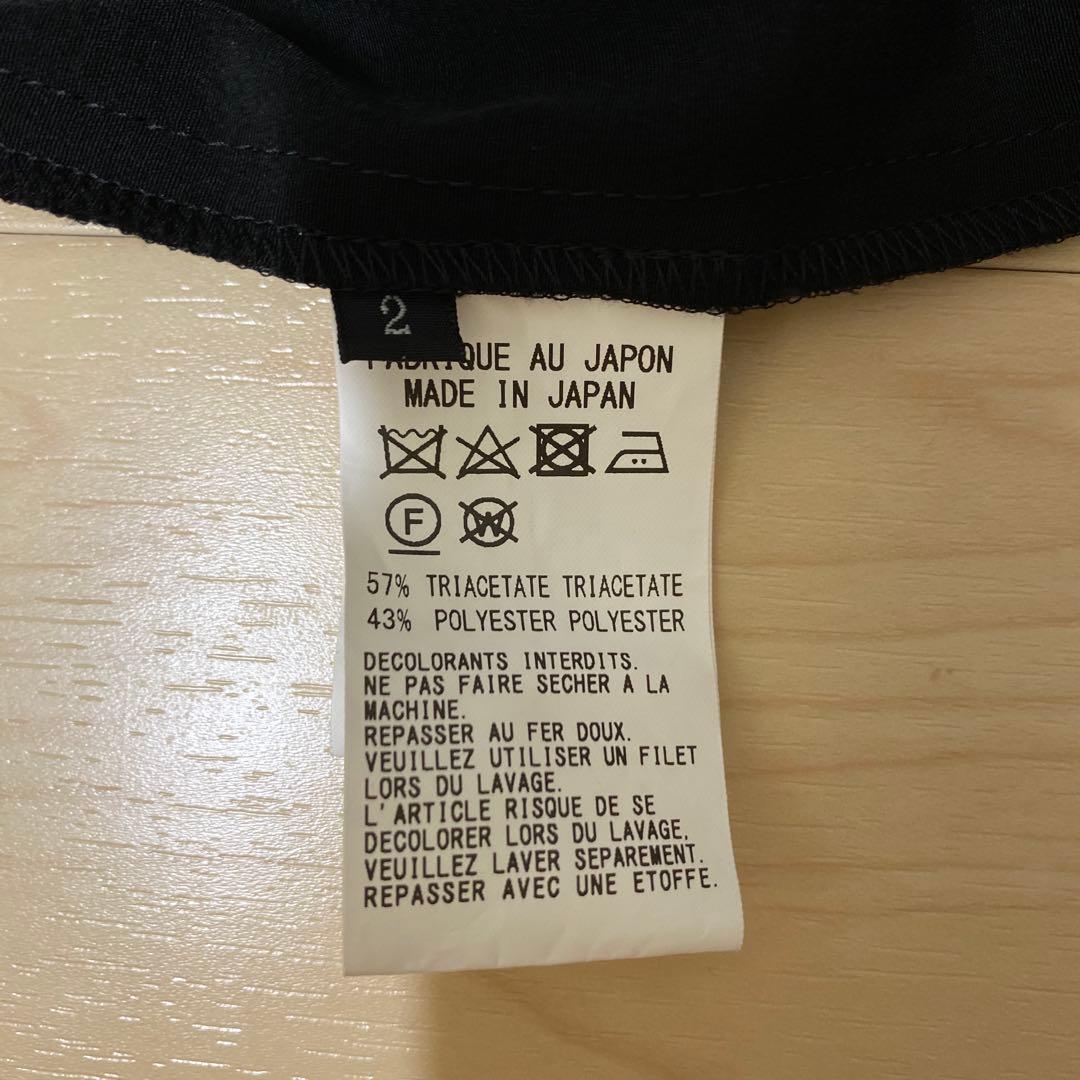 2
FABRIQUE AU JAPON
MADE IN JAPAN
F W
57% TRIACETATE TRIACETATE
43% POLYESTER POLYESTER
DECOLORANTS INTERDITS.
NE PAS FAIRE SECHER A LA
MACHINE.
REPASSER AU FER DOUX.
VEUILLEZ UTILISER UN FILET
LORS DU LAVAGE.
L'ARTICLE RISQUE DE SE
DECOLORER LORS DU LAVAGE,
VEUILLEZ LAVER SEPAREMENT.
REPASSER AVEC UNE ETOFFE.